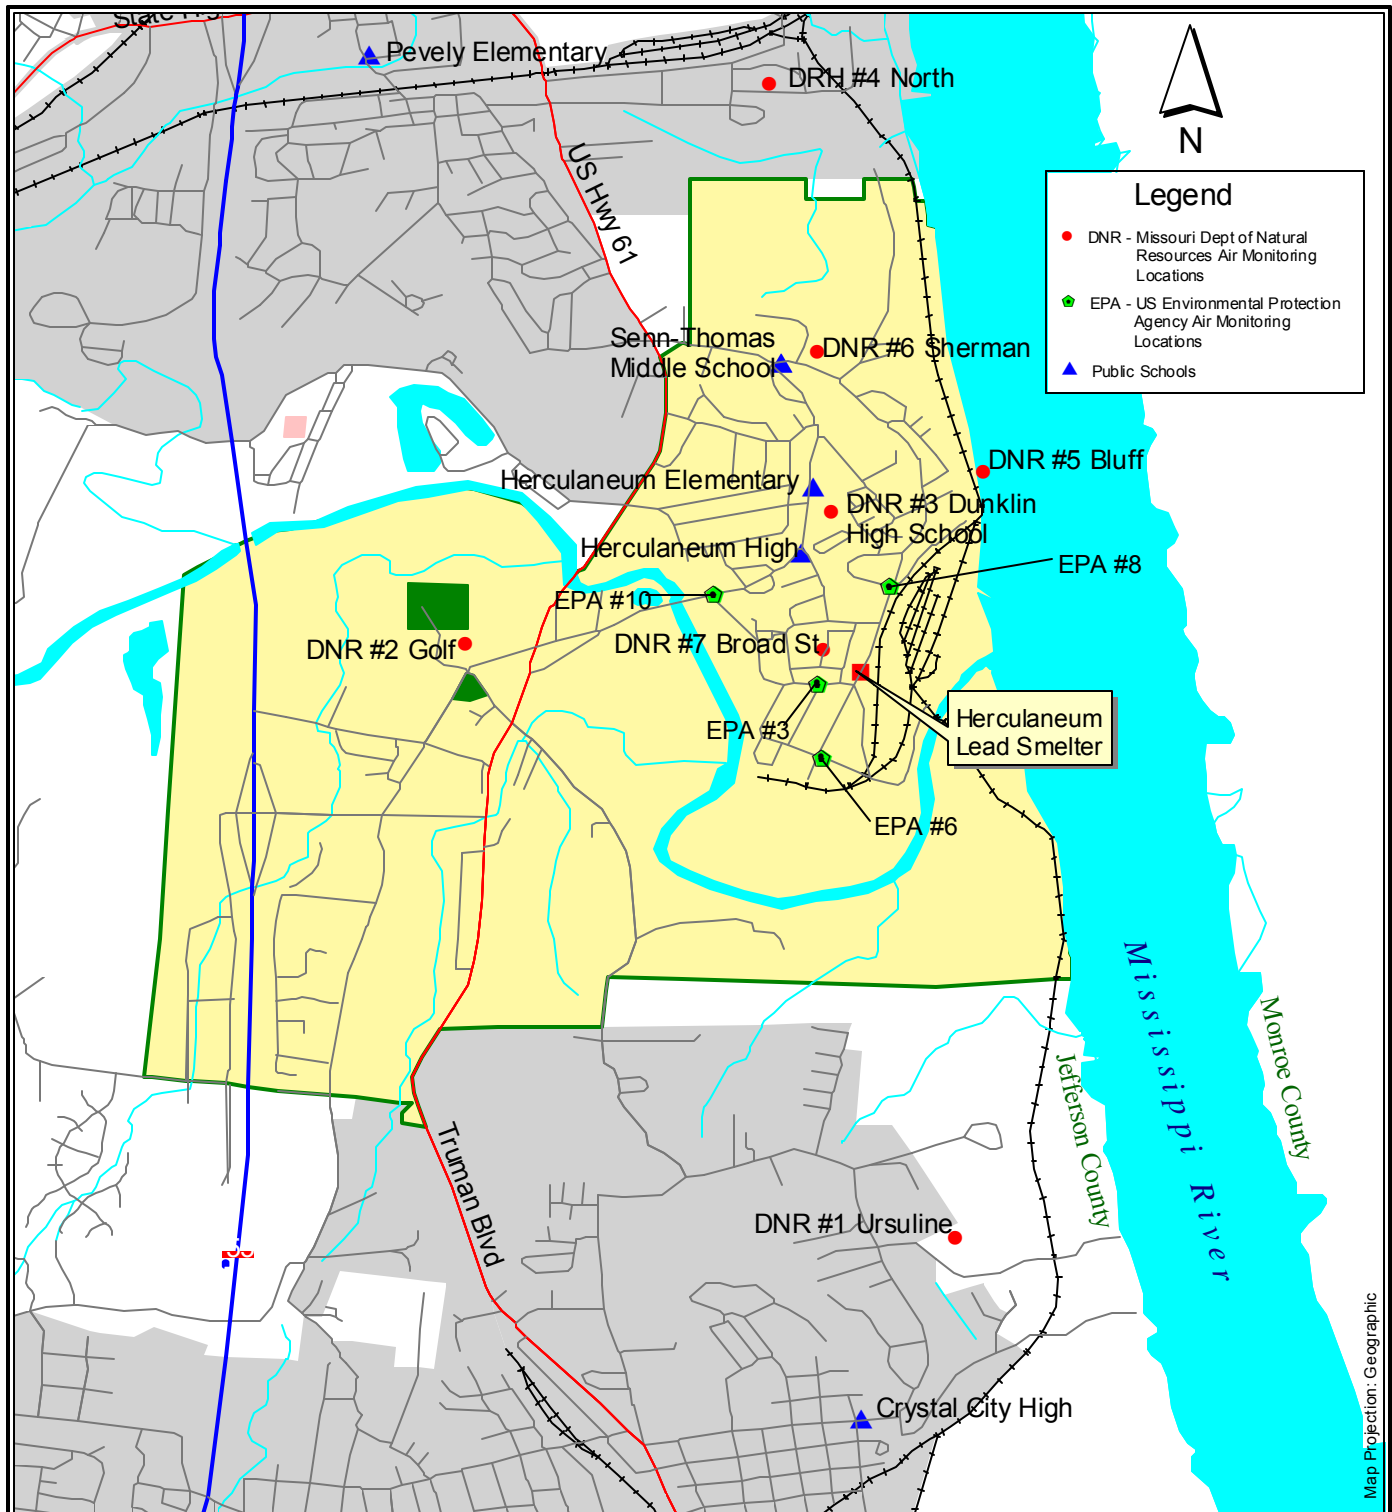 Pevely Elementary
DRH #4 North
N
US Hwy 61
Legend
DNR - Missouri Dept of Natural
Resources Air Monitoring
Locations
EPA - US Environmental Protection
Agency Air Monitoring
Locations
Public Schools
Senn-Thomas
Middle School
DNR #6 Sherman
DNR #5 Bluff
Herculaneum Elementary
DNR #3 Dunklin
High School
Herculaneum High
EPA #8
EPA #10
DNR #2 Golf
DNR #7 Broad St
EPA #3
Herculaneum
Lead Smelter
EPA #6
Mississippi River
Monroe County
Jefferson County
Truman Blvd
DNR #1 Ursuline
Crystal City High
Map Projection: Geographic